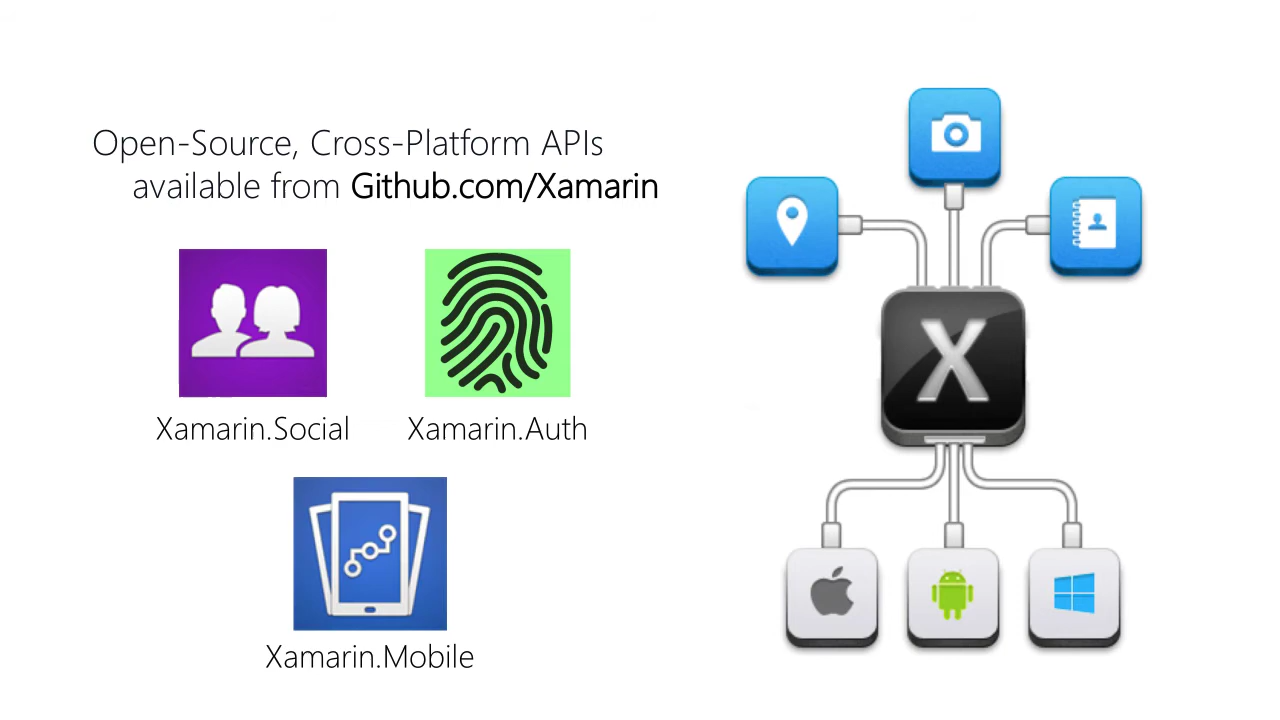 Open-Source, Cross-Platform APIs
available from Github.com/Xamarin
Xamarin.Social
Xamarin.Auth
Xamarin.Mobile
X